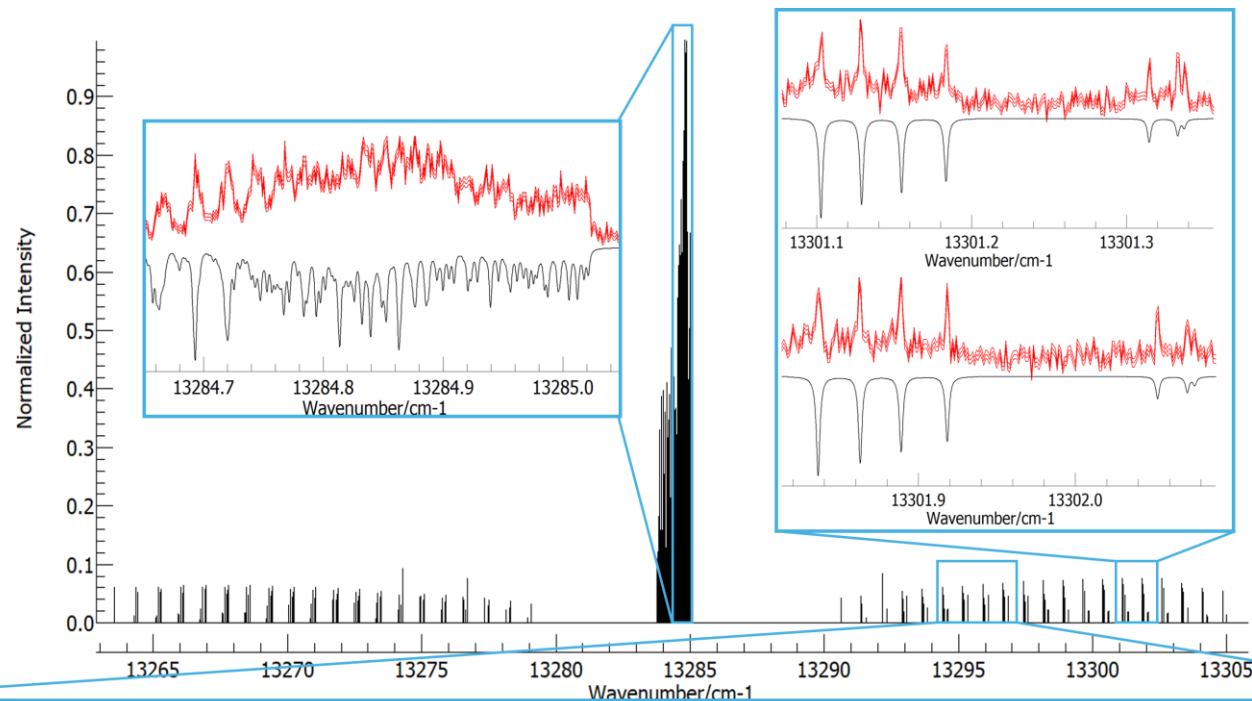 Normalized Intensity
0.9
0.8
0.7
0.6
0.5
0.4
0.3
0.2
0.1
0.0
13284.7 13284.8 13284.9 13285.0
Wavenumber/cm-1
13301.1 13301.2 13301.3
Wavenumber/cm-1
13301.9 13302.0
Wavenumber/cm-1
13265 13270 13275 13280 13285 13290 13295 13300 13305
Wavenumber/cm-1